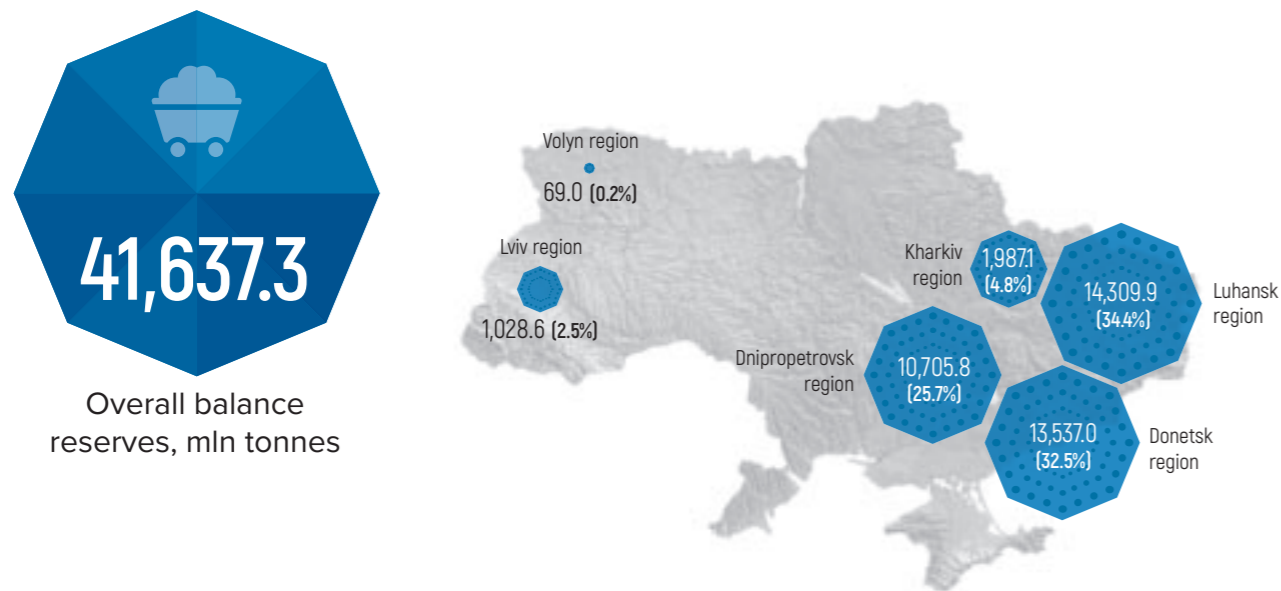 41,637.3
Overall balance
reserves, mln tonnes
Volyn region
69.0 (0.2%)
Lviv region
1,028.6 (2.5%)
Kharkiv
region
1,987.1
(4.8%)
14,309.9
(34.4%)
Luhansk
region
Dnipropetrovsk
region
10,705.8
(25.7%)
13,537.0
(32.5%)
Donetsk
region